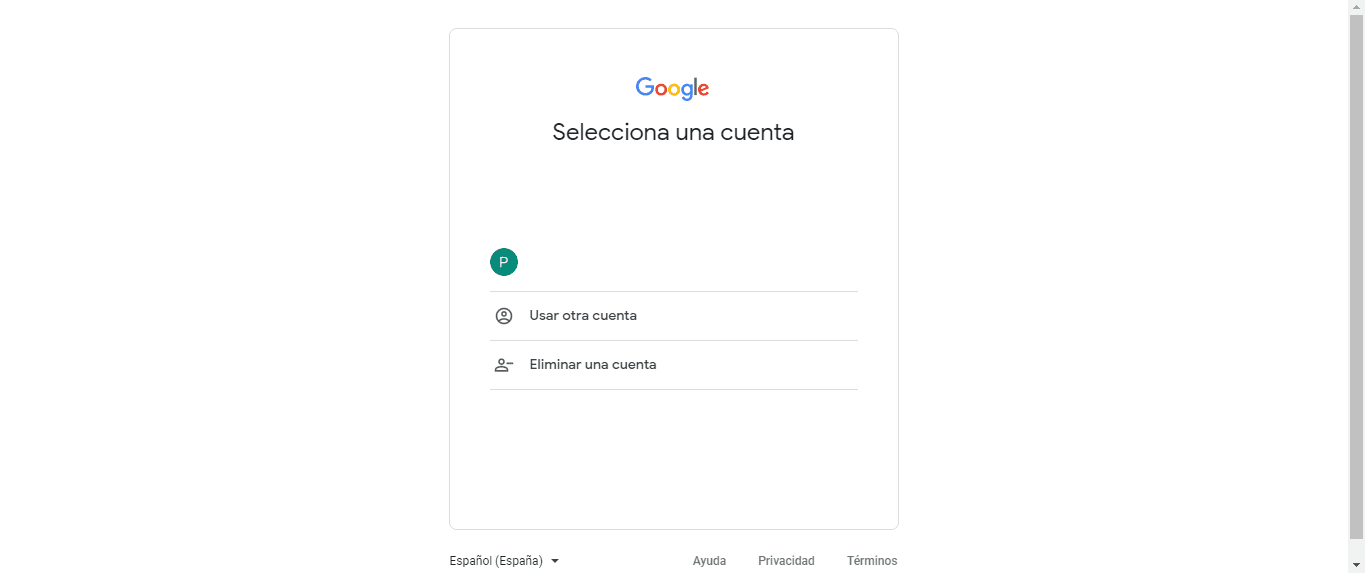 Google
Selecciona una cuenta
P
Usar otra cuenta
Eliminar una cuenta
Español (España) Ayuda Privacidad Términos